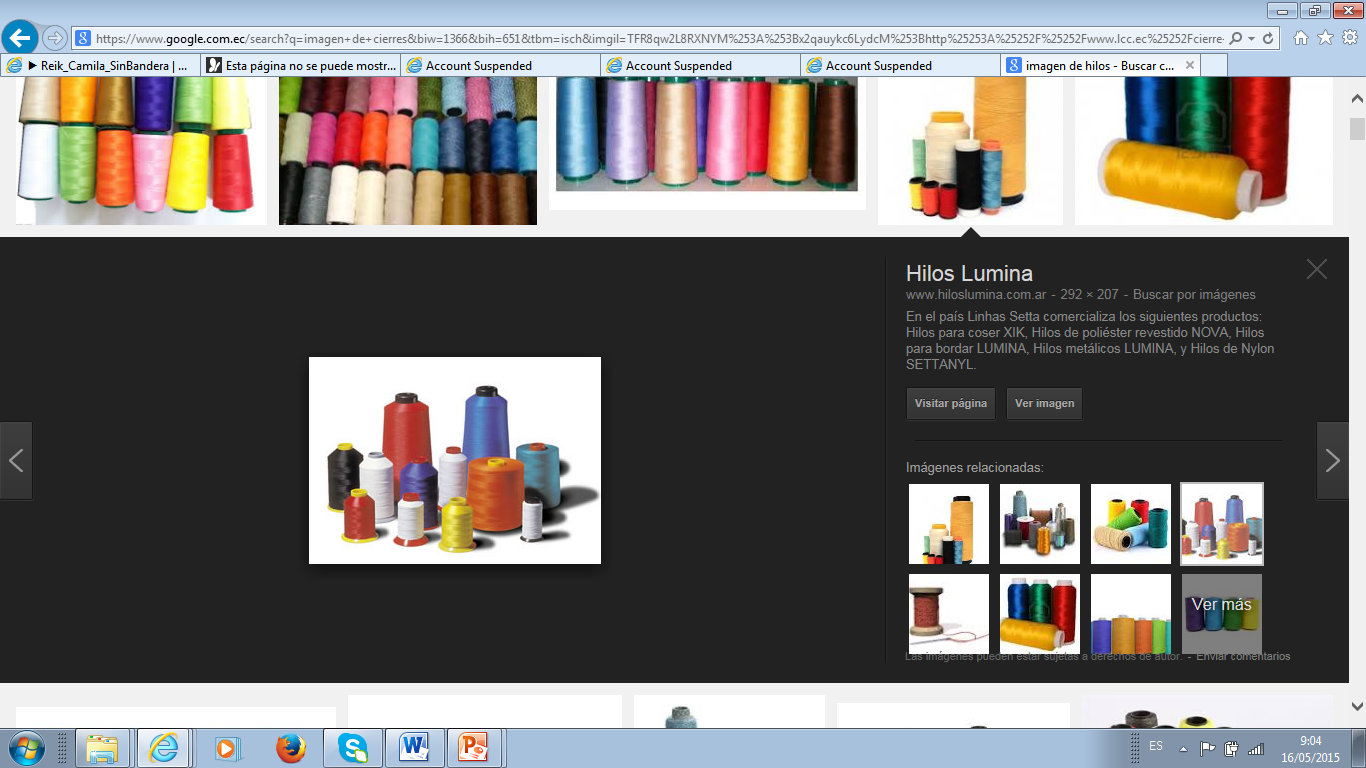 https://www.google.com.ec/search?q=imagen+de+cierres&biw=1366&bih=651&tbm=isch&imgil=TFR8qw2L8RXNYM%253A%253Bx2qauykc6LydcM%253Bhttp%25253A%25252F%25252Fwww.lcc.ec%25252Fcierre-
► Reik_Camila_SinBandera | ...
Esta página no se puede mostr...
Account Suspended
Account Suspended
Account Suspended
imagen de hilos - Buscar c...
Hilos Lumina
www.hiloslumina.com.ar - 292 × 207 - Buscar por imágenes
En el país Linhas Setta comercializa los siguientes productos:
Hilos para coser XIK, Hilos de poliéster revestido NOVA, Hilos
para bordar LUMINA, Hilos metálicos LUMINA, y Hilos de Nylon
SETTANYL.
Visitar página
Ver imagen
Imágenes relacionadas:
Ver más
Las imágenes pueden estar sujetas a derechos de autor. - Enviar comentarios
ES
9:04
16/05/2015